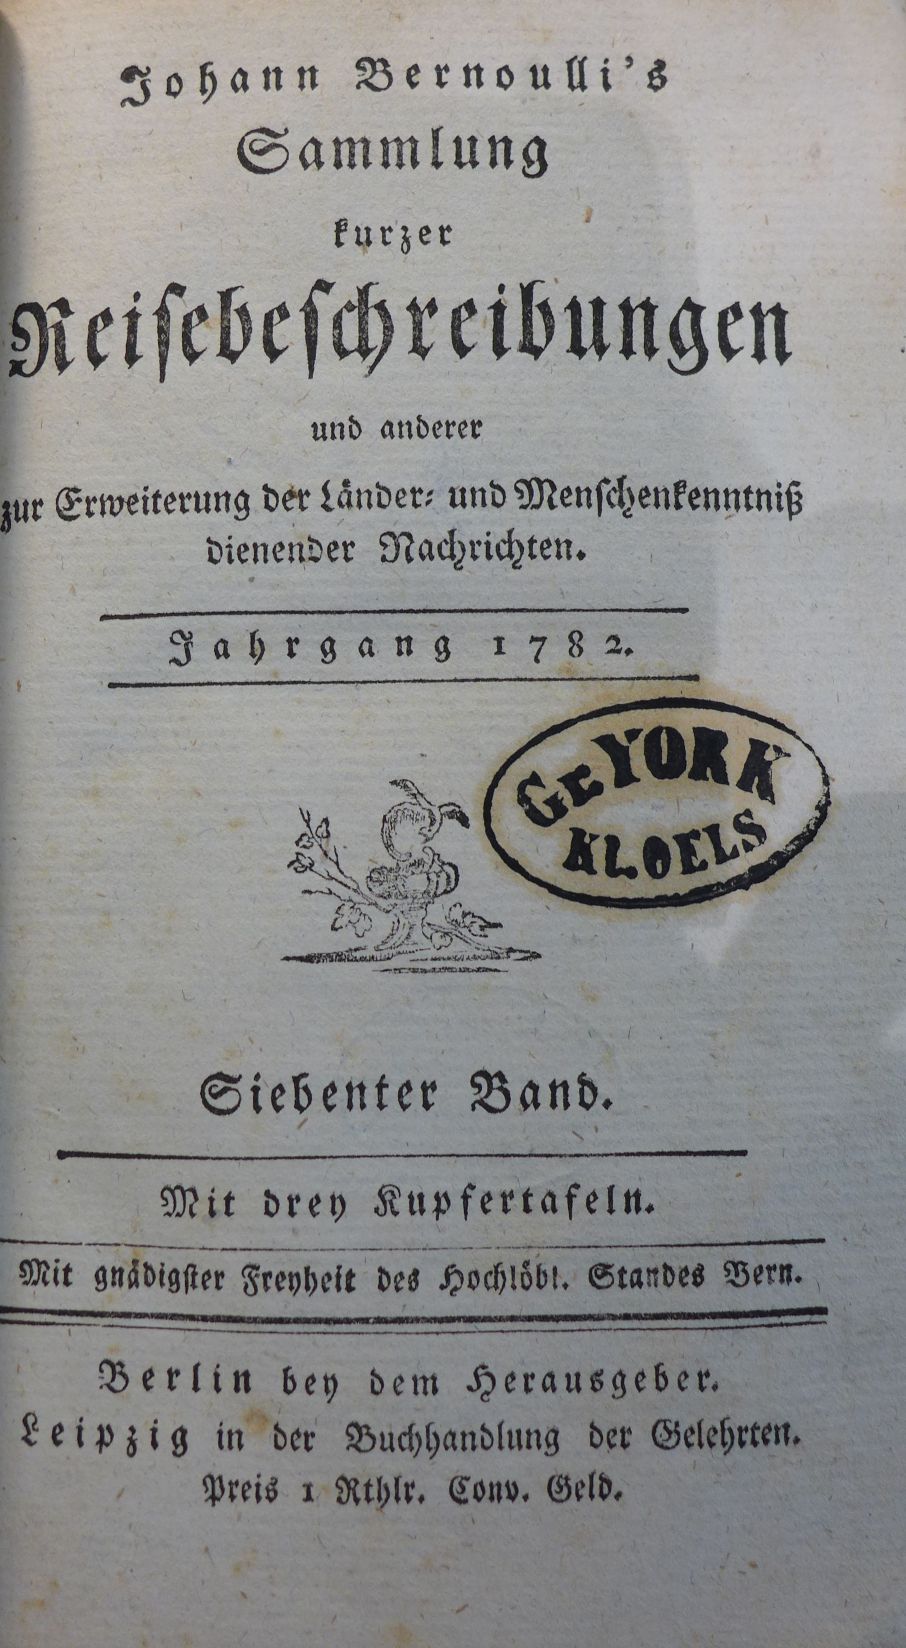 Johann Bernoulli's
Sammlung
kurzer
Reiſebeſchreibungen
und anderer
zur Erweiterung der Länder⸗ und Menſchenkenntniß
dienender Nachrichten.
Jahrgang 1782.
Gr YORK
KLOELS
Siebenter Band.
Mit drey Kupfertafeln.
Mit gnädigſter Freyheit des Hochlöbl. Standes Bern.
Berlin bey dem Herausgeber.
Leipzig in der Buchhandlung der Gelehrten.
Preis 1 Rthlr. Conv. Geld.